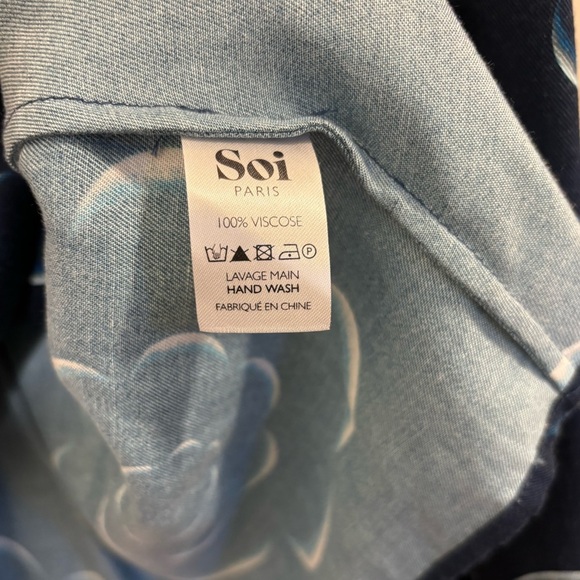 Soi
PARIS
100% VISCOSE
P
LAVAGE MAIN
HAND WASH
FABRIQUÉ EN CHINE